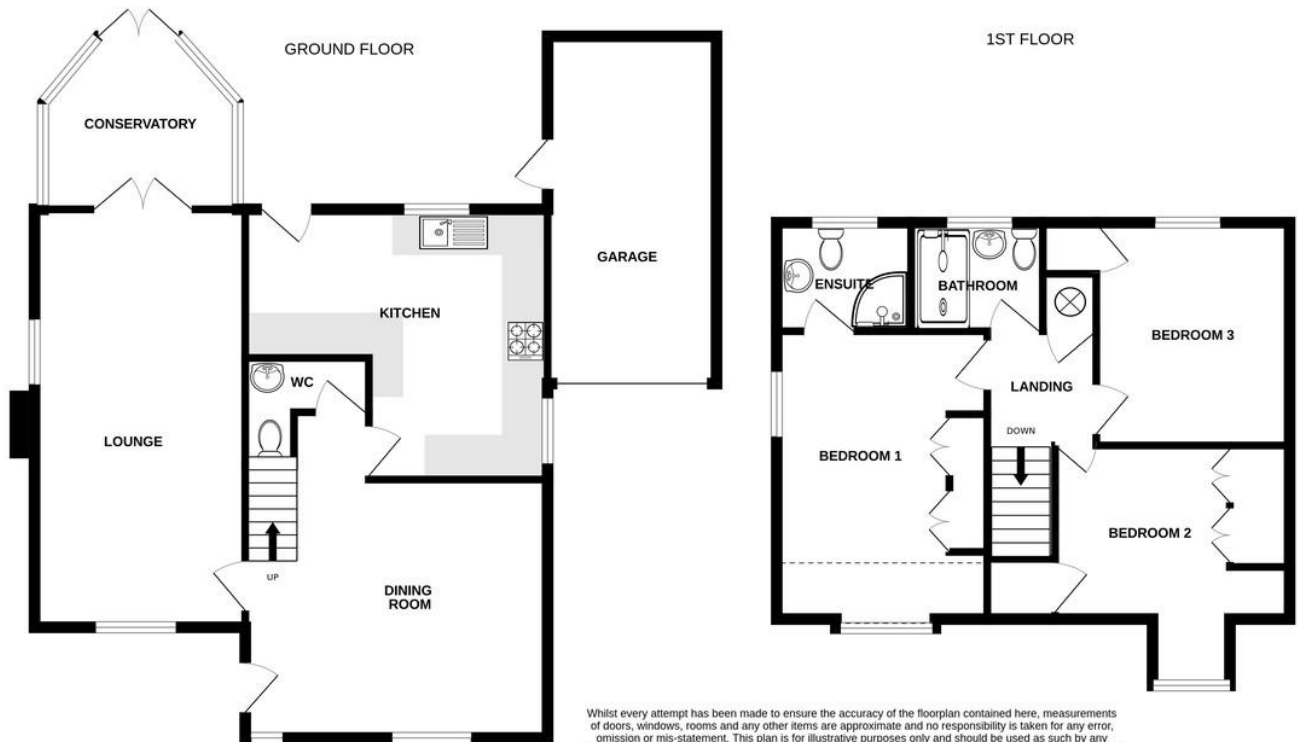 GROUND FLOOR
1ST FLOOR
CONSERVATORY
GARAGE
KITCHEN
WC
LOUNGE
UP
DINING
ROOM
ENSUITE
BATHROOM
BEDROOM 3
LANDING
DOWN
BEDROOM 1
BEDROOM 2
Whilst every attempt has been made to ensure the accuracy of the floorplan contained here, measurements
of doors, windows, rooms and any other items are approximate and no responsibility is taken for any error,
omission or mis-statement. This plan is for illustrative purposes only and should be used as such by any